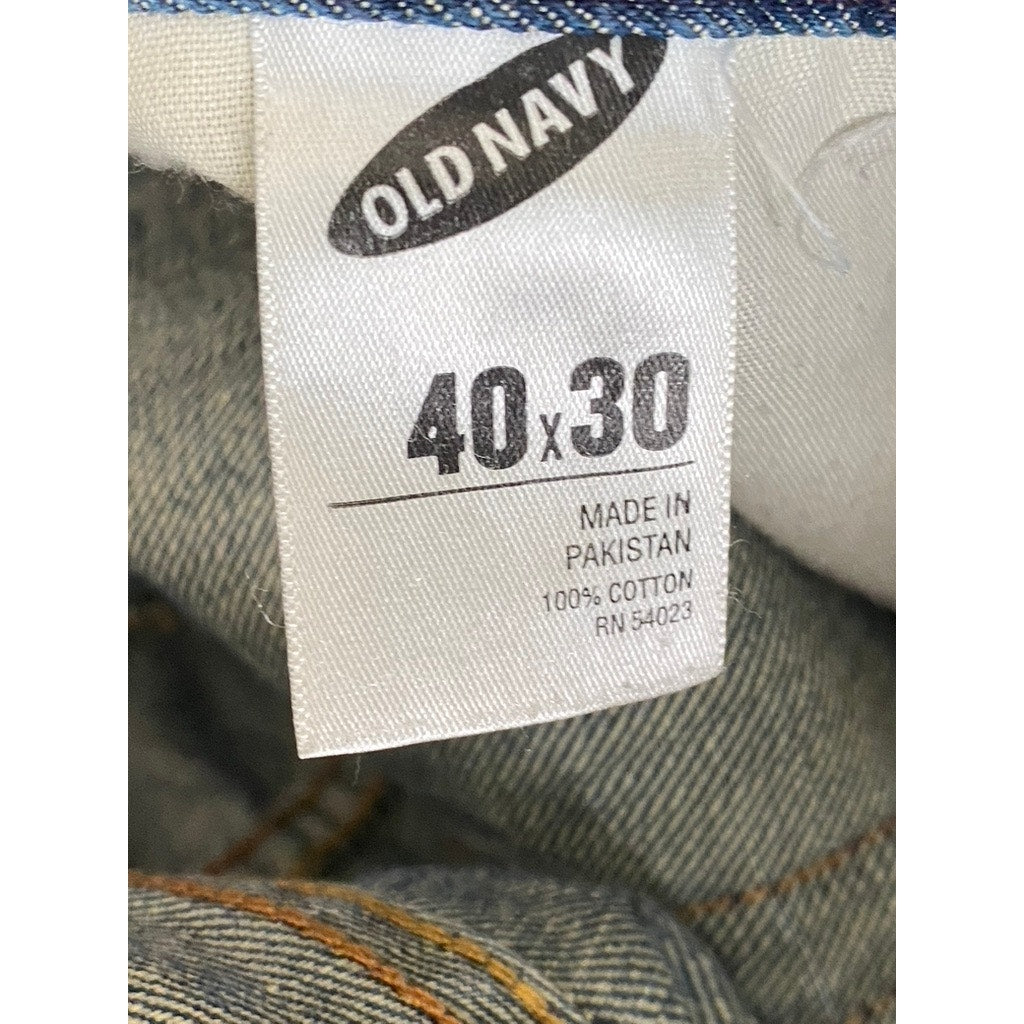 OLD NAVY
40x30
MADE IN
PAKISTAN
100% COTTON
RN 54023